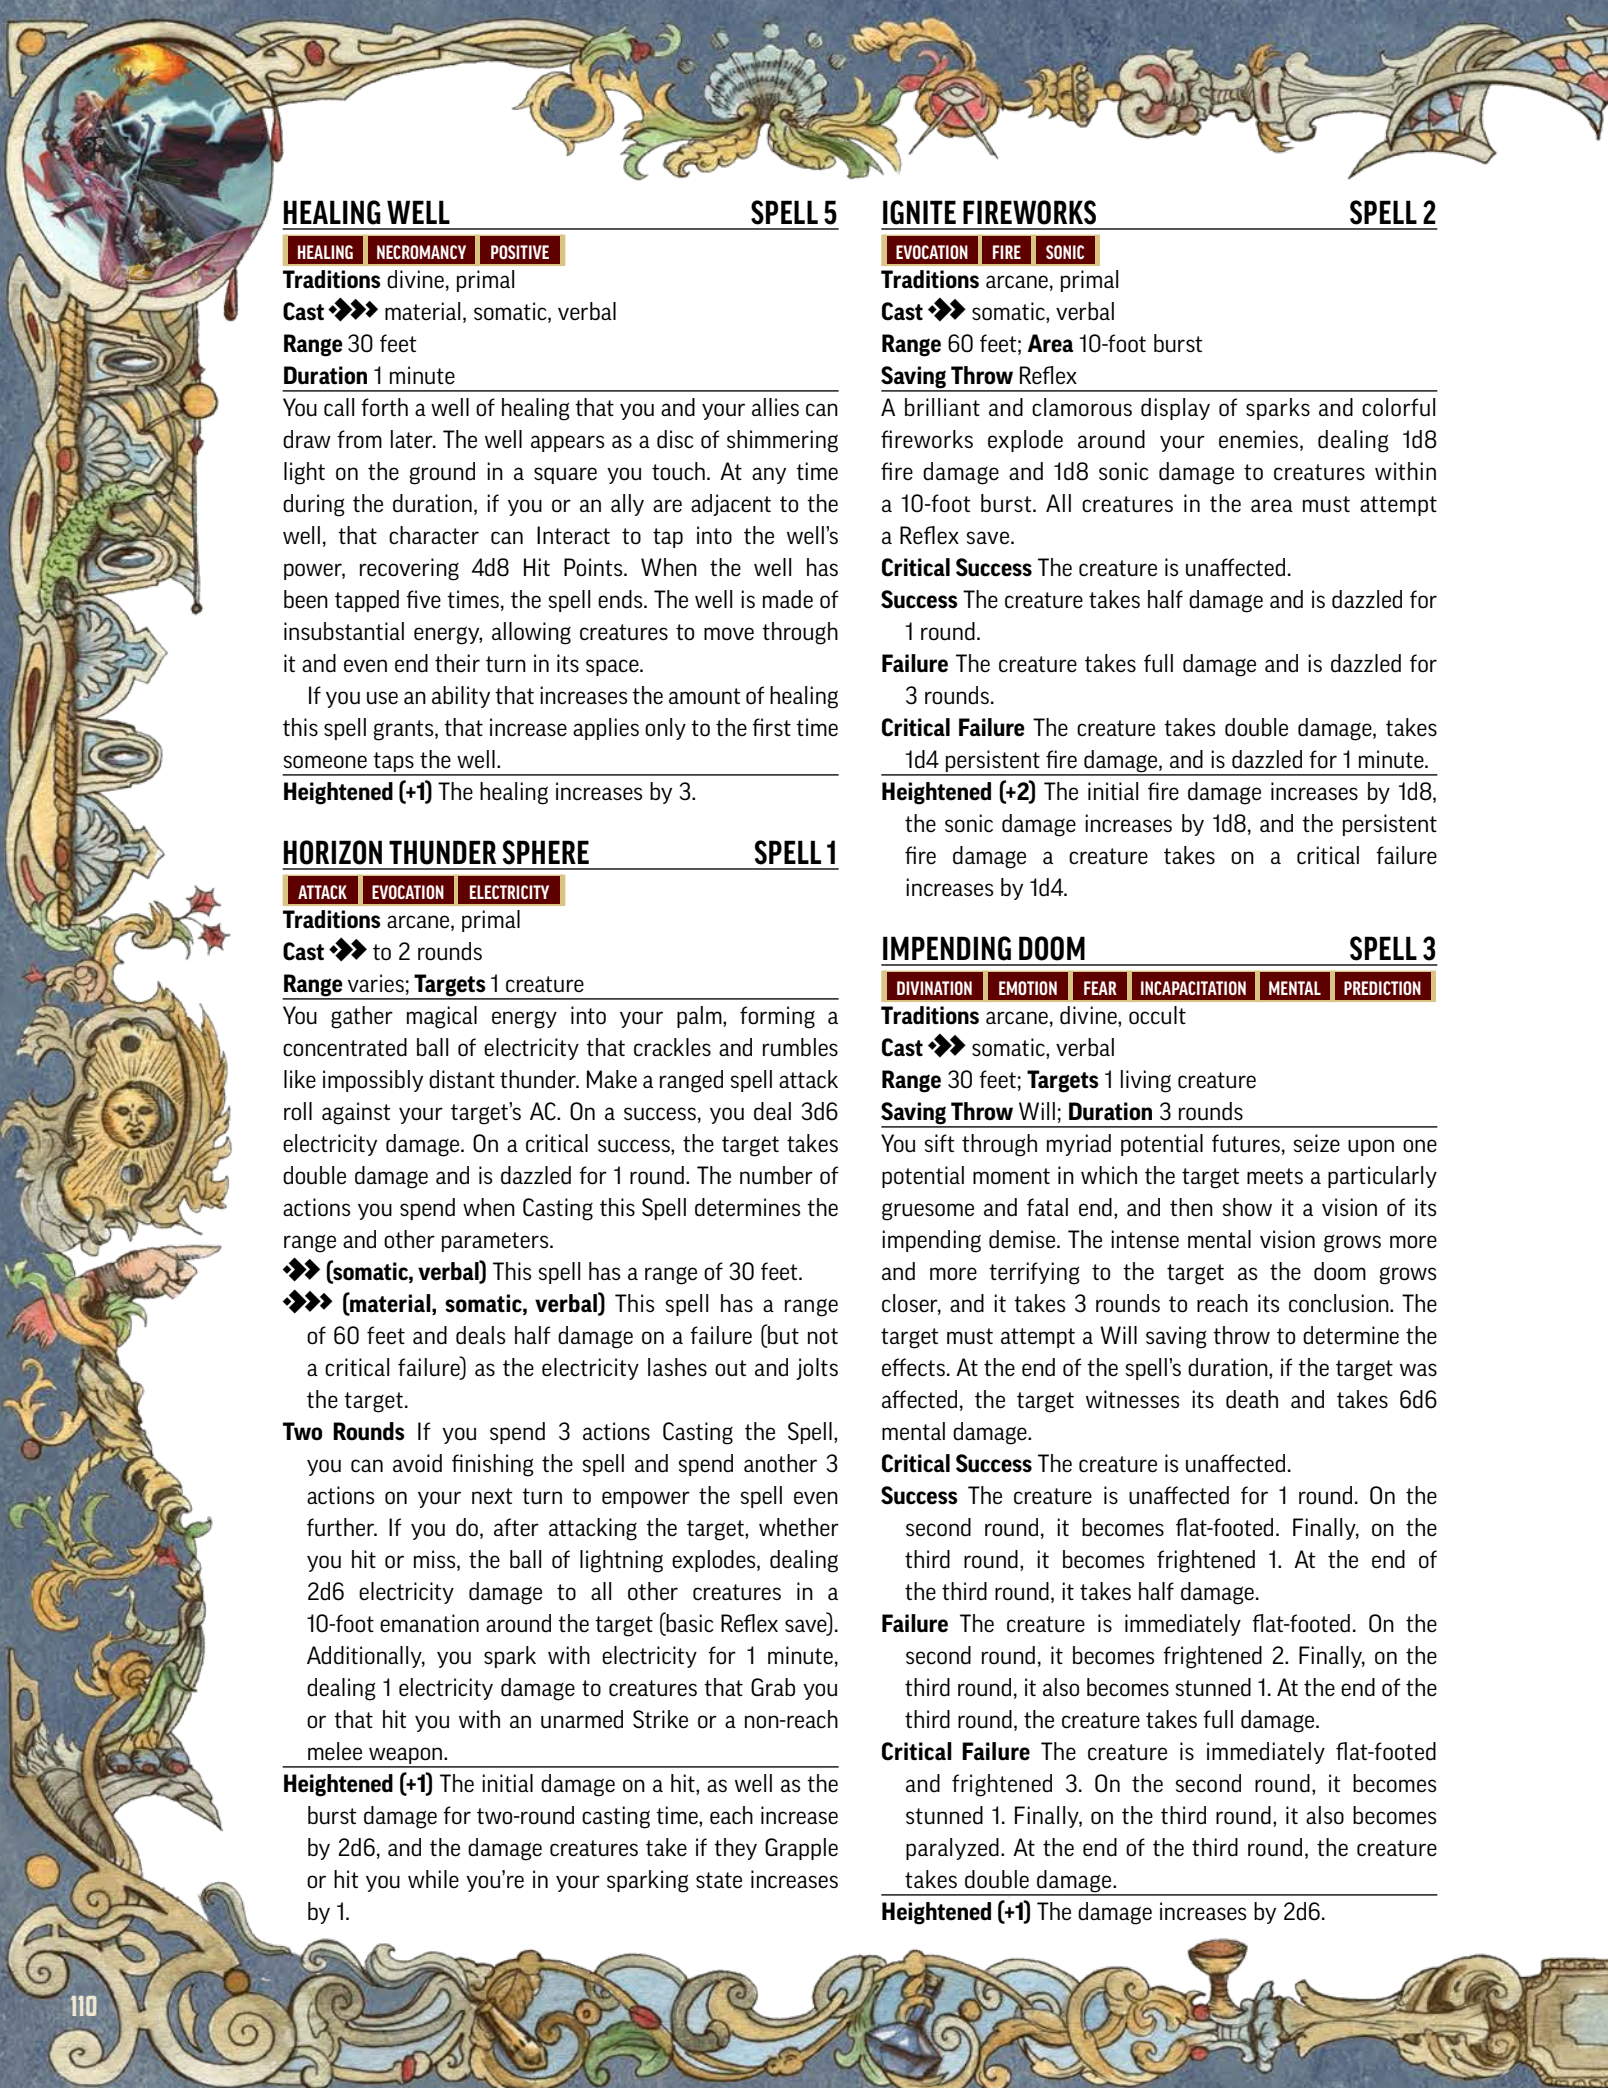 HEALING WELL SPELL 5
HEALING NECROMANCY POSITIVE
Traditions divine, primal
Cast material, somatic, verbal
Range 30 feet
Duration 1 minute
You call forth a well of healing that you and your allies can
draw from later. The well appears as a disc of shimmering
light on the ground in a square you touch. At any time
during the duration, if you or an ally are adjacent to the
well, that character can Interact to tap into the well's
power, recovering 4d8 Hit Points. When the well has
been tapped five times, the spell ends. The well is made of
insubstantial energy, allowing creatures to move through
it and even end their turn in its space.
If you use an ability that increases the amount of healing
this spell grants, that increase applies only to the first time
someone taps the well.
Heightened (+1) The healing increases by 3.
HORIZON THUNDER SPHERE SPELL 1
ATTACK EVOCATION ELECTRICITY
Traditions arcane, primal
Cast to 2 rounds
Range varies; Targets 1 creature
You gather magical energy into your palm, forming a
concentrated ball of electricity that crackles and rumbles
like impossibly distant thunder. Make a ranged spell attack
roll against your target's AC. On a success, you deal 3d6
electricity damage. On a critical success, the target takes
double damage and is dazzled for 1 round. The number of
actions you spend when Casting this Spell determines the
range and other parameters.
(somatic, verbal) This spell has a range of 30 feet.
(material, somatic, verbal) This spell has a range
of 60 feet and deals half damage on a failure (but not
a critical failure) as the electricity lashes out and jolts
the target.
Two Rounds If you spend 3 actions Casting the Spell,
you can avoid finishing the spell and spend another 3
actions on your next turn to empower the spell even
further. If you do, after attacking the target, whether
you hit or miss, the ball of lightning explodes, dealing
2d6 electricity damage to all other creatures in a
10-foot emanation around the target (basic Reflex save).
Additionally, you spark with electricity for 1 minute,
dealing 1 electricity damage to creatures that Grab you
or that hit you with an unarmed Strike or a non-reach
melee weapon.
Heightened (+1) The initial damage on a hit, as well as the
burst damage for two-round casting time, each increase
by 2d6, and the damage creatures take if they Grapple
or hit you while you're in your sparking state increases
by 1.
IGNITE FIREWORKS SPELL 2
EVOCATION FIRE SONIC
Traditions arcane, primal
Cast somatic, verbal
Range 60 feet; Area 10-foot burst
Saving Throw Reflex
A brilliant and clamorous display of sparks and colorful
fireworks explode around your enemies, dealing 1d8
fire damage and 1d8 sonic damage to creatures within
a 10-foot burst. All creatures in the area must attempt
a Reflex save.
Critical Success The creature is unaffected.
Success The creature takes half damage and is dazzled for
1 round.
Failure The creature takes full damage and is dazzled for
3 rounds.
Critical Failure The creature takes double damage, takes
1d4 persistent fire damage, and is dazzled for 1 minute.
Heightened (+2) The initial fire damage increases by 1d8,
the sonic damage increases by 1d8, and the persistent
fire damage a creature takes on a critical failure
increases by 1d4.
IMPENDING DOOM SPELL 3
DIVINATION EMOTION FEAR INCAPACITATION MENTAL PREDICTION
Traditions arcane, divine, occult
Cast somatic, verbal
Range 30 feet; Targets 1 living creature
Saving Throw Will; Duration 3 rounds
You sift through myriad potential futures, seize upon one
potential moment in which the target meets a particularly
gruesome and fatal end, and then show it a vision of its
impending demise. The intense mental vision grows more
and more terrifying to the target as the doom grows
closer, and it takes 3 rounds to reach its conclusion. The
target must attempt a Will saving throw to determine the
effects. At the end of the spell's duration, if the target was
affected, the target witnesses its death and takes 6d6
mental damage.
Critical Success The creature is unaffected.
Success The creature is unaffected for 1 round. On the
second round, it becomes flat-footed. Finally, on the
third round, it becomes frightened 1. At the end of
the third round, it takes half damage.
Failure The creature is immediately flat-footed. On the
second round, it becomes frightened 2. Finally, on the
third round, it also becomes stunned 1. At the end of the
third round, the creature takes full damage.
Critical Failure The creature is immediately flat-footed
and frightened 3. On the second round, it becomes
stunned 1. Finally, on the third round, it also becomes
paralyzed. At the end of the third round, the creature
takes double damage.
Heightened (+1) The damage increases by 2d6.
110